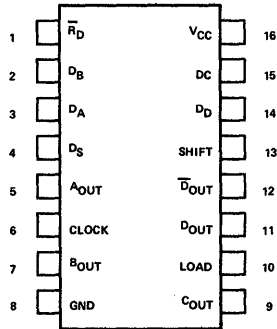 1 R̅D VCC 16
2 DB DC 15
3 DA DD 14
4 DS SHIFT 13
5 AOUT D̅OUT 12
6 CLOCK DOUT 11
7 BOUT LOAD 10
8 GND COUT 9